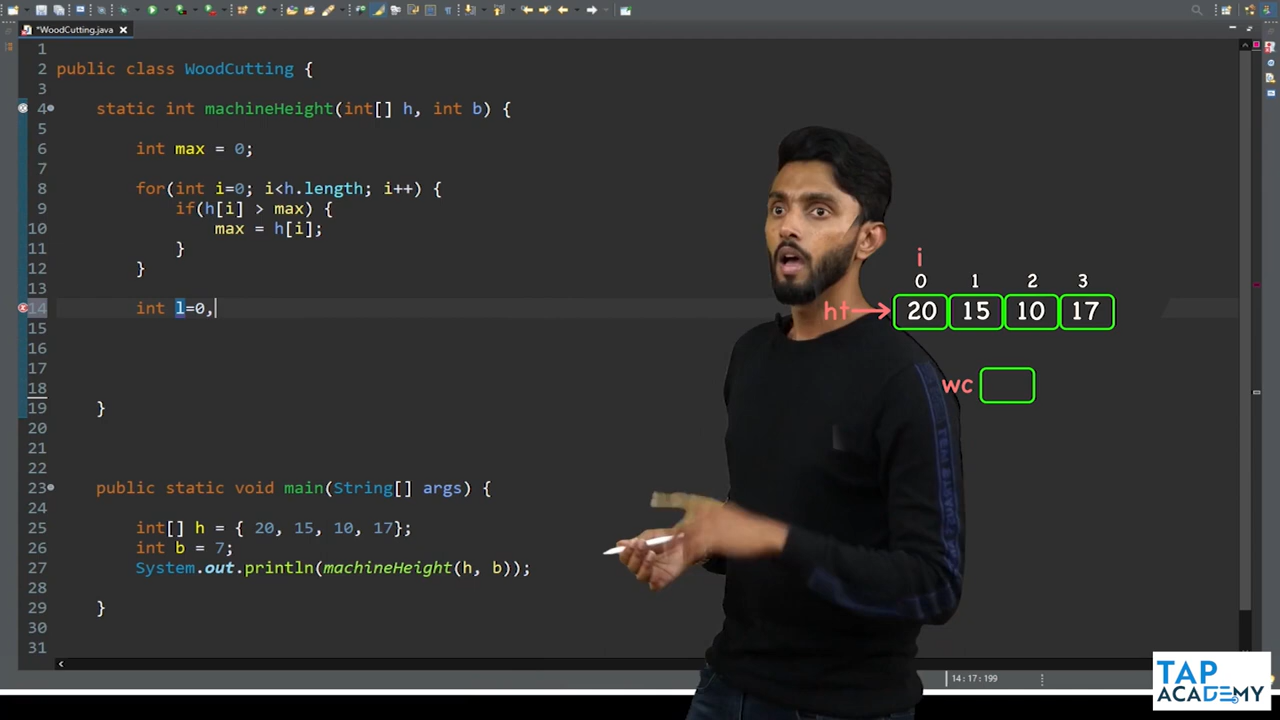 *WoodCutting.java
1
2 public class WoodCutting {
3
4 static int machineHeight(int[] h, int b) {
5
6 int max = 0;
7
8 for(int i=0; i<h.length; i++) {
9 if(h[i] > max) {
10 max = h[i];
11 }
12 }
13
14 int l=0,
15
16
17
18
19 }
20
21
22
23 public static void main(String[] args) {
24
25 int[] h = { 20, 15, 10, 17};
26 int b = 7;
27 System.out.println(machineHeight(h, b));
28
29 }
30
31
i
0 1 2 3
ht 20 15 10 17
wc
14:17:199
TAP
ACADEMY